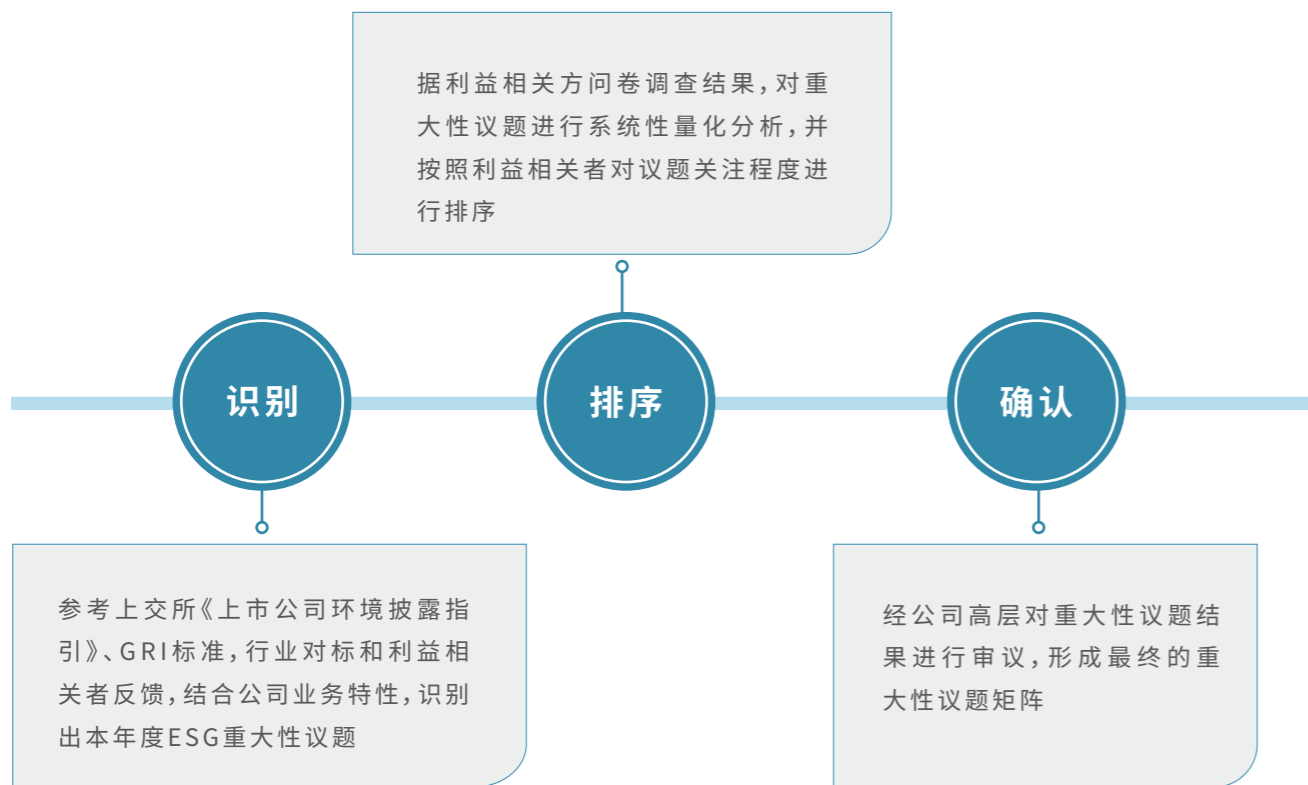 据利益相关方问卷调查结果，对重
大性议题进行系统性量化分析，并
按照利益相关者对议题关注程度进
行排序
识别
排序
确认
参考上交所《上市公司环境披露指
引》、GRI标准，行业对标和利益相
关者反馈，结合公司业务特性，识别
出本年度ESG重大性议题
经公司高层对重大性议题结
果进行审议，形成最终的重
大性议题矩阵